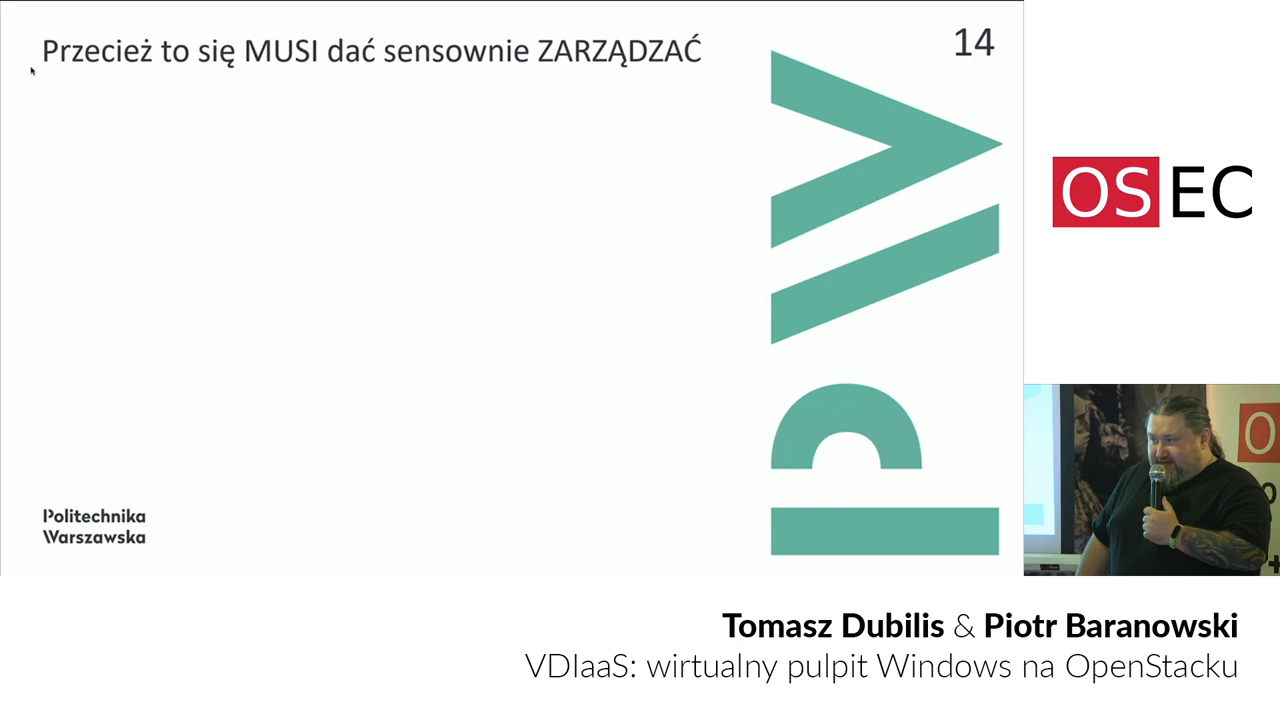 Przecież to się MUSI dać sensownie ZARZĄDZAĆ
14
Politechnika
Warszawska
OSEC
Tomasz Dubilis & Piotr Baranowski
VDIaaS: wirtualny pulpit Windows na OpenStacku